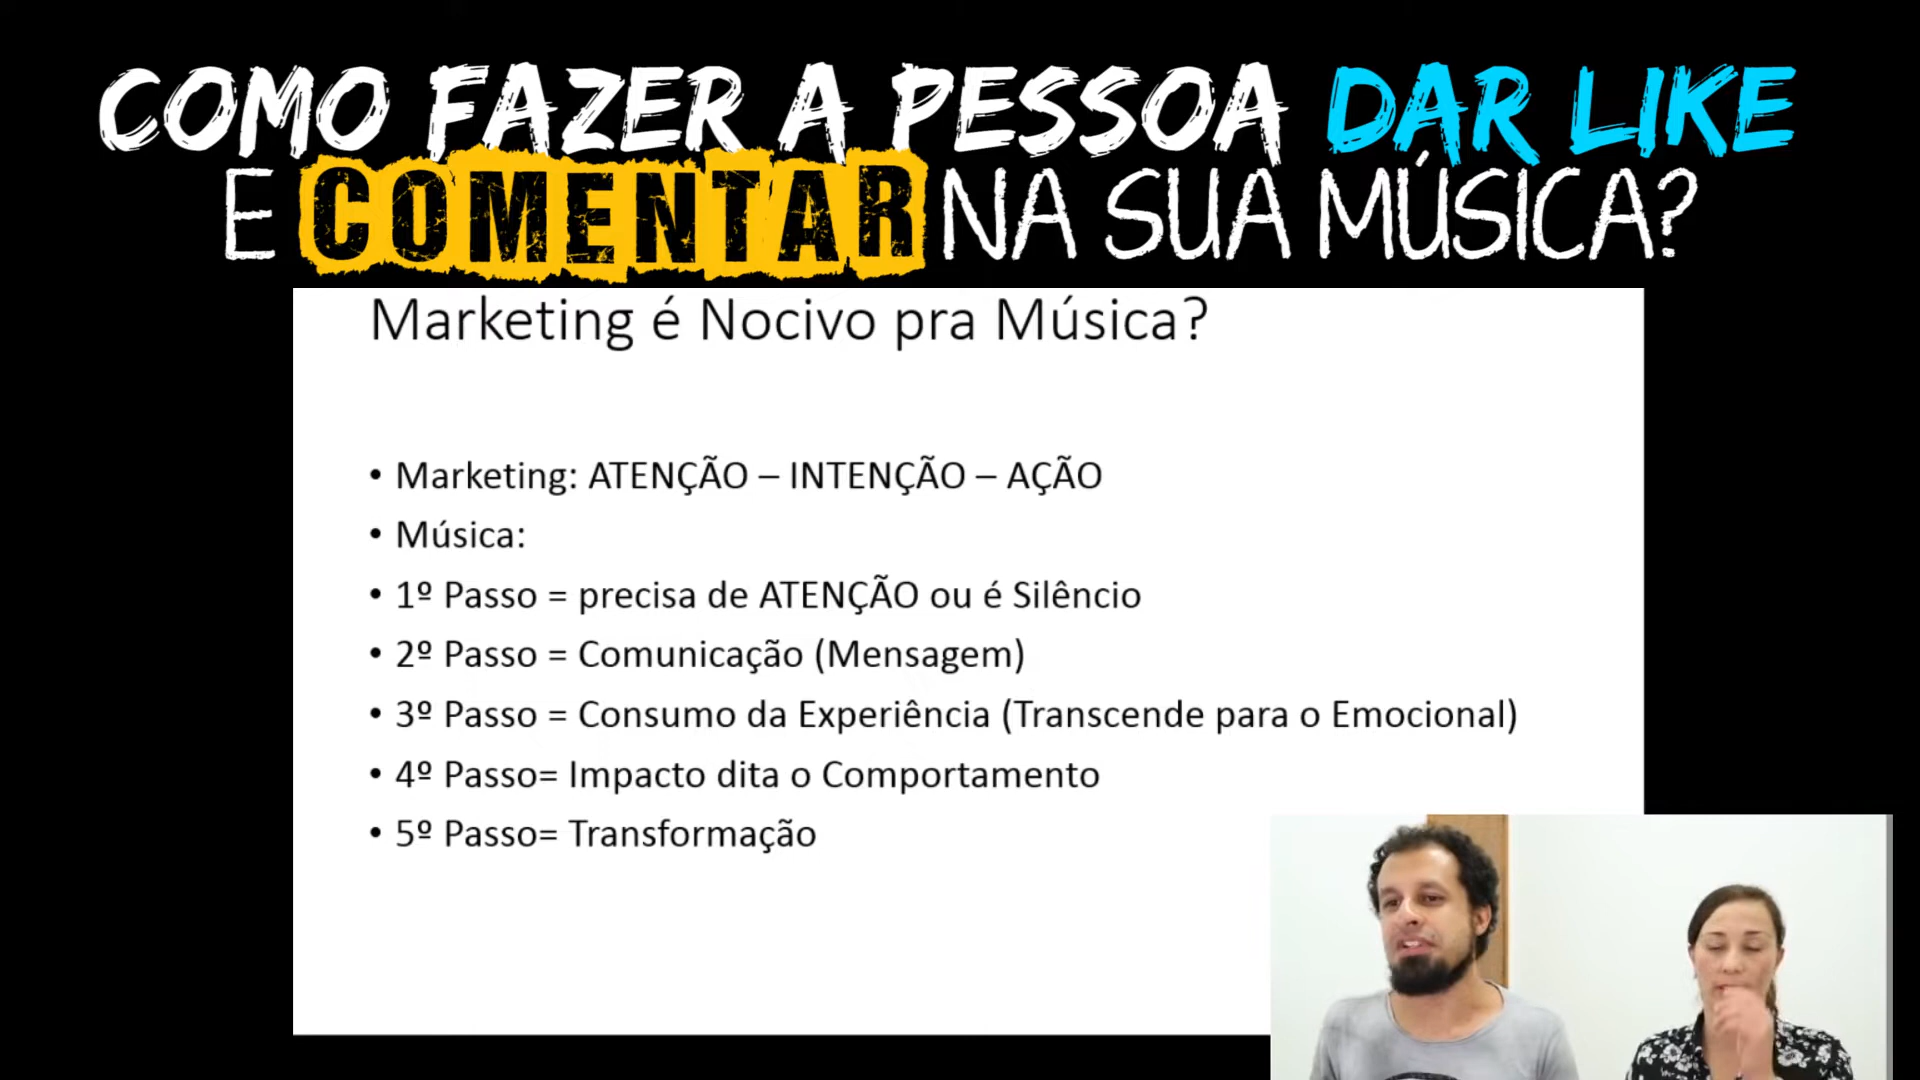 COMO FAZER A PESSOA DAR LIKE
E COMENTAR NA SUA MÚSICA?
Marketing é Nocivo pra Música?
• Marketing: ATENÇÃO – INTENÇÃO – AÇÃO
• Música:
• 1º Passo = precisa de ATENÇÃO ou é Silêncio
• 2º Passo = Comunicação (Mensagem)
• 3º Passo = Consumo da Experiência (Transcende para o Emocional)
• 4º Passo= Impacto dita o Comportamento
• 5º Passo= Transformação